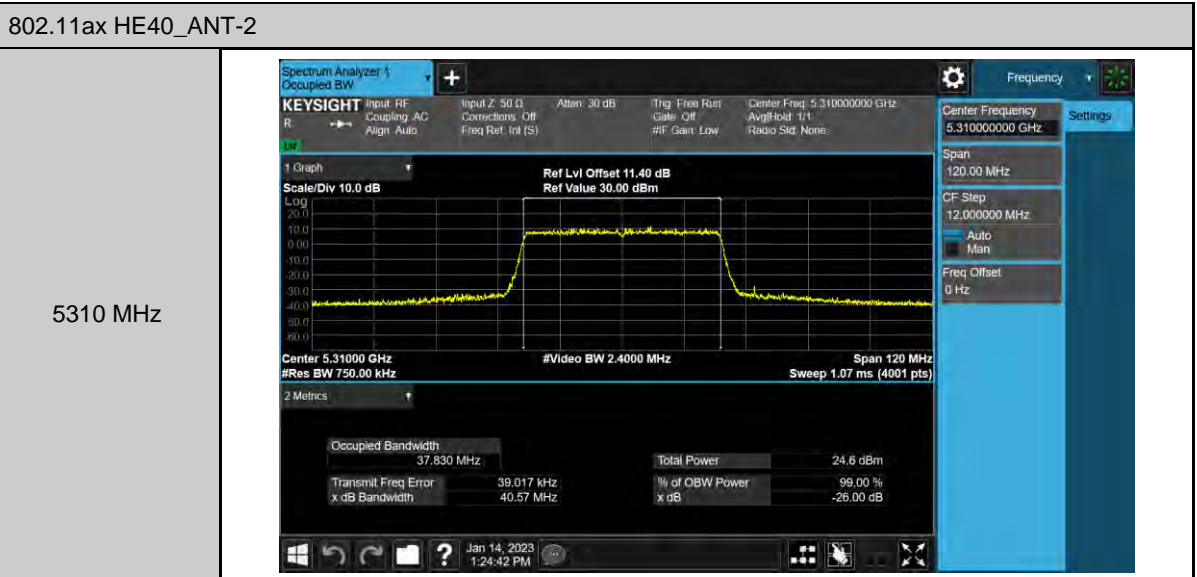 802.11ax HE40_ANT-2
5310 MHz
Spectrum Analyzer 1
Occupied BW
Frequency
KEYSIGHT
R
Input: RF
Coupling: AC
Align: Auto
Input Z: 50 Ω
Corrections: Off
Freq Ref: Int (S)
Atten: 30 dB
Trig: Free Run
Gate: Off
#IF Gain: Low
Center Freq: 5.310000000 GHz
Avg|Hold: 1/1
Radio Std: None
Center Frequency
5.310000000 GHz
Settings
Span
120.00 MHz
CF Step
12.000000 MHz
Auto
Man
Freq Offset
0 Hz
1 Graph
Scale/Div 10.0 dB
Ref Lvl Offset 11.40 dB
Ref Value 30.00 dBm
Log
20.0
10.0
0.00
-10.0
-20.0
-30.0
-40.0
-50.0
-60.0
Center 5.31000 GHz
#Video BW 2.4000 MHz
Span 120 MHz
#Res BW 750.00 kHz
Sweep 1.07 ms (4001 pts)
2 Metrics
Occupied Bandwidth
37.830 MHz
Total Power 24.6 dBm
Transmit Freq Error 39.017 kHz
% of OBW Power 99.00 %
x dB Bandwidth 40.57 MHz
x dB -26.00 dB
Jan 14, 2023
1:24:42 PM